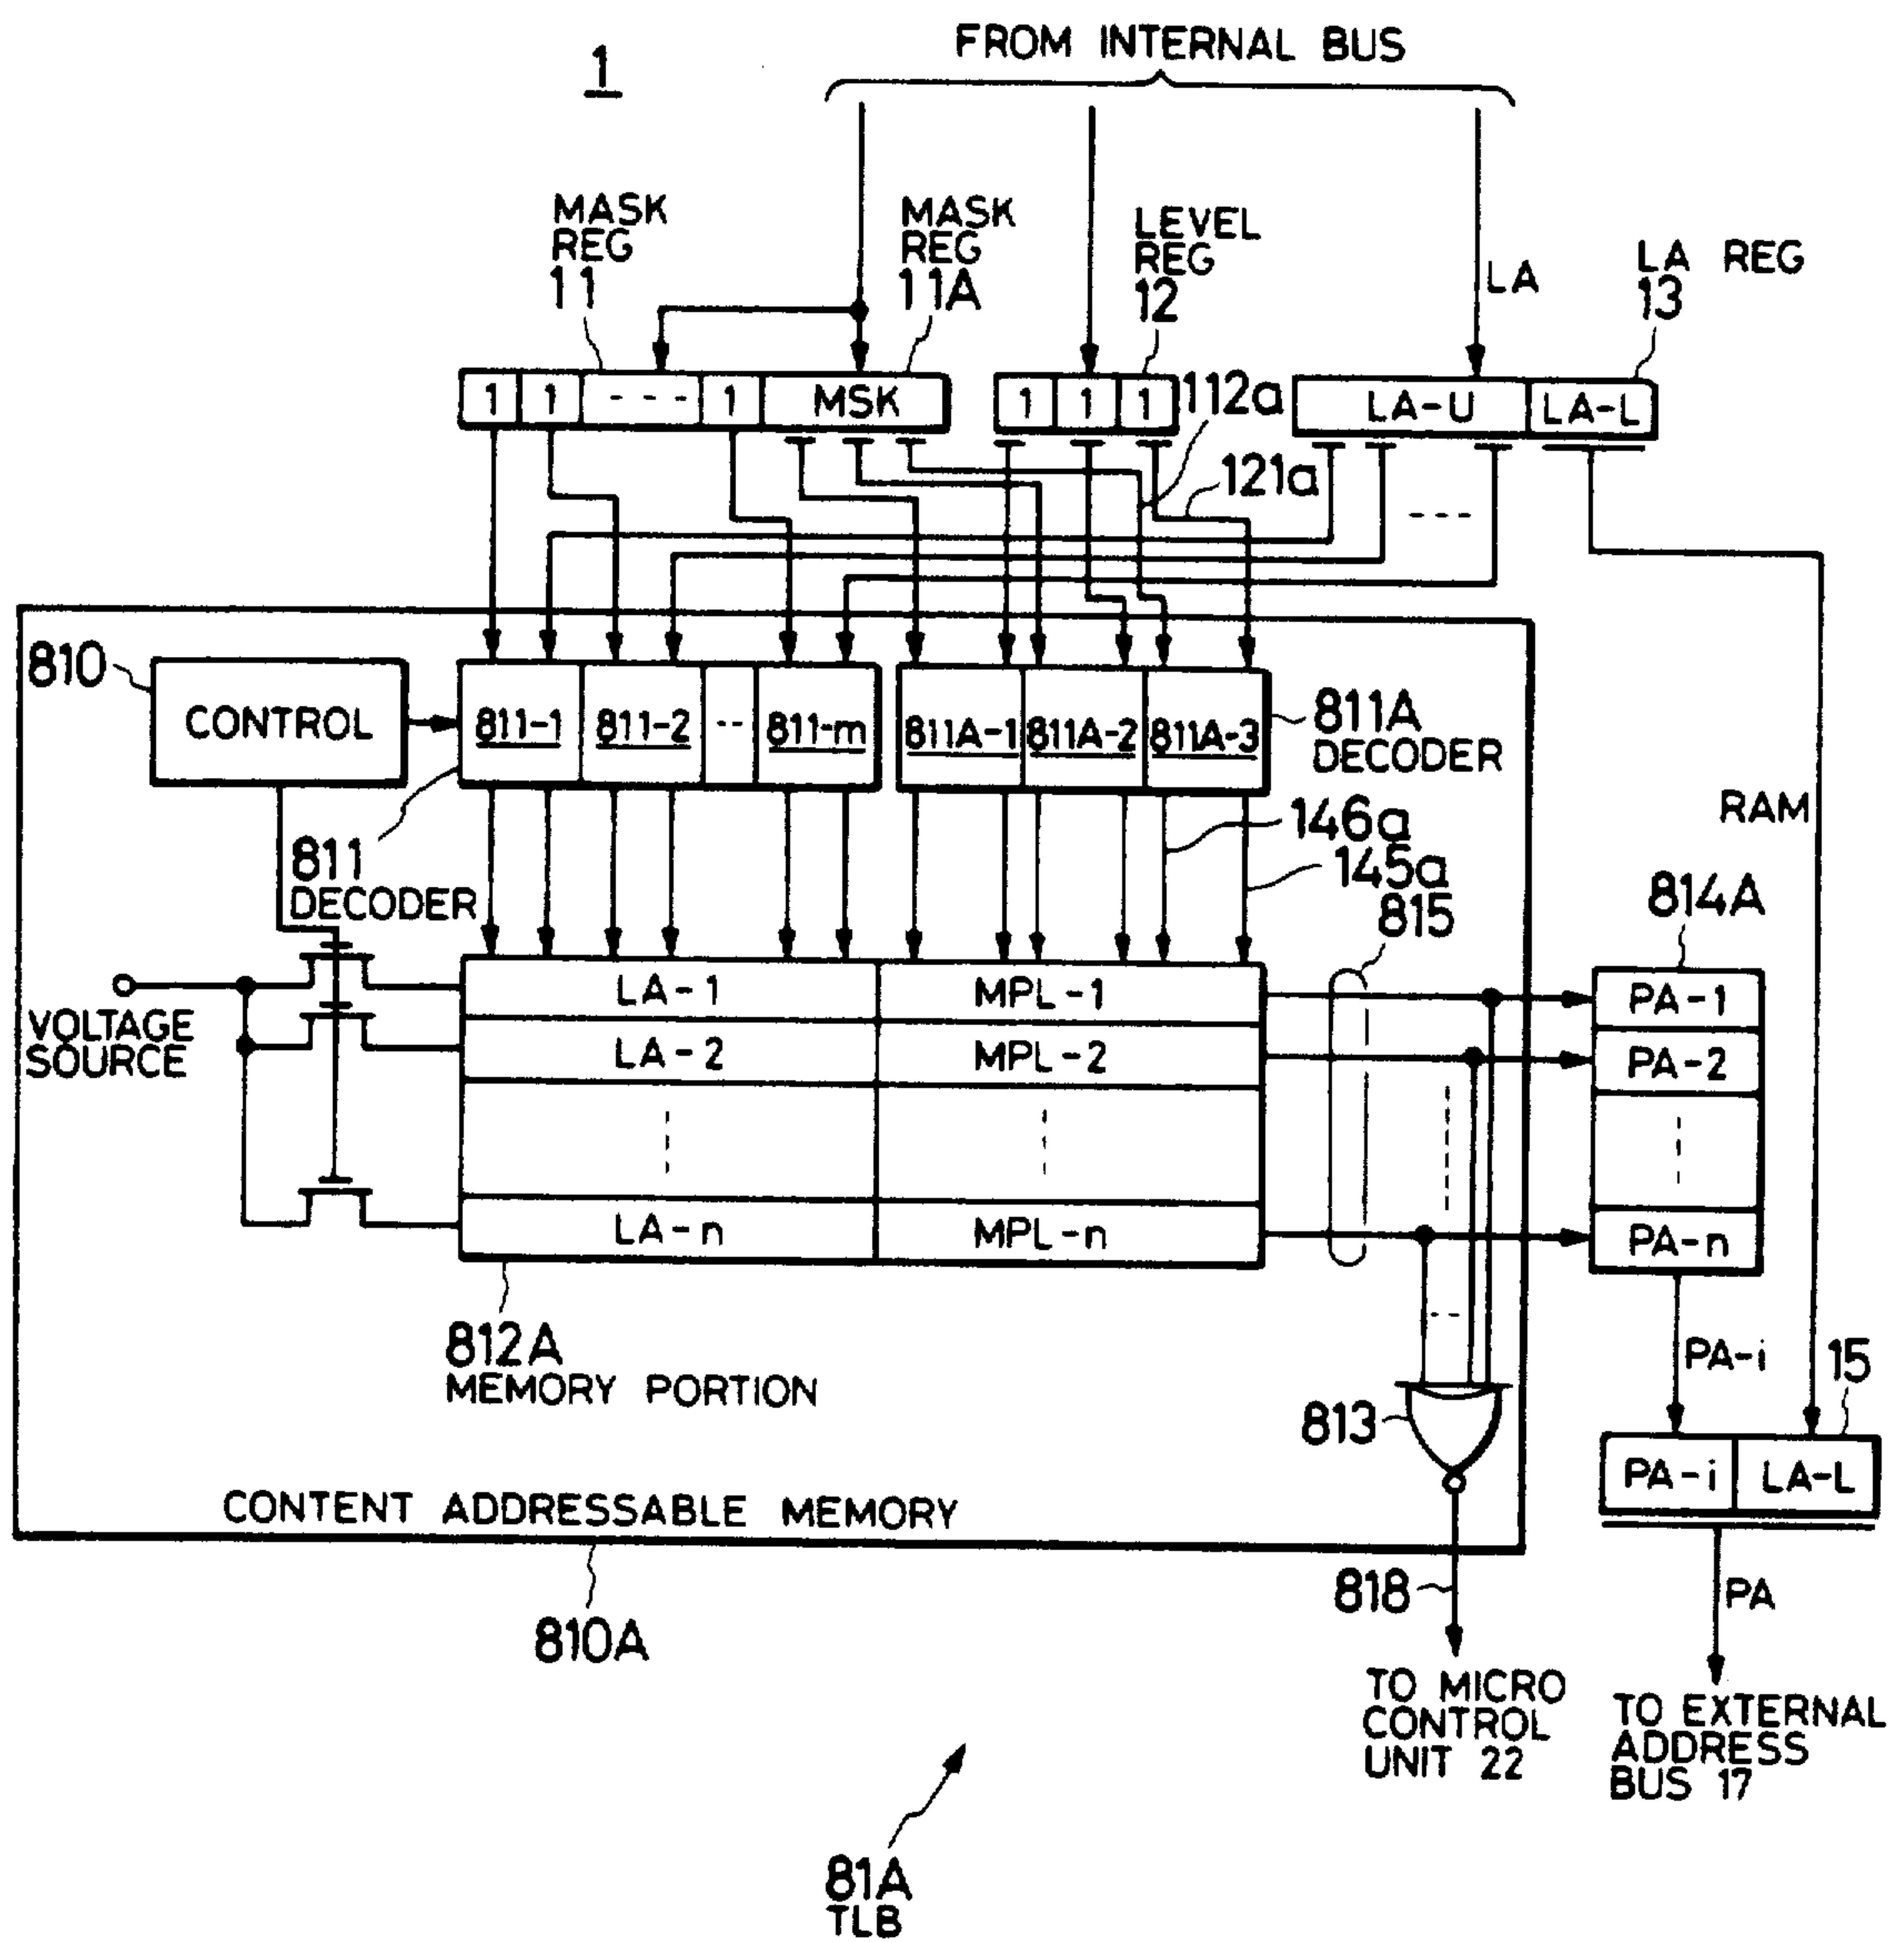 FROM INTERNAL BUS
1
MASK
REG
11
MASK
REG
11A
LEVEL
REG
12
LA
LA REG
13
1 1 --- 1 MSK
1 1 1
112a
LA-U LA-L
121a
---
810
CONTROL
811-1 811-2 -- 811-m
811A-1 811A-2 811A-3
811A
DECODER
811
DECODER
146a
145a
815
RAM
814A
VOLTAGE
SOURCE
LA-1 MPL-1
PA-1
LA-2 MPL-2
PA-2
LA-n MPL-n
PA-n
812A
MEMORY PORTION
PA-i
15
813
PA-i LA-L
CONTENT ADDRESSABLE MEMORY
810A
818
PA
TO MICRO
CONTROL
UNIT 22
TO EXTERNAL
ADDRESS
BUS 17
81A
TLB